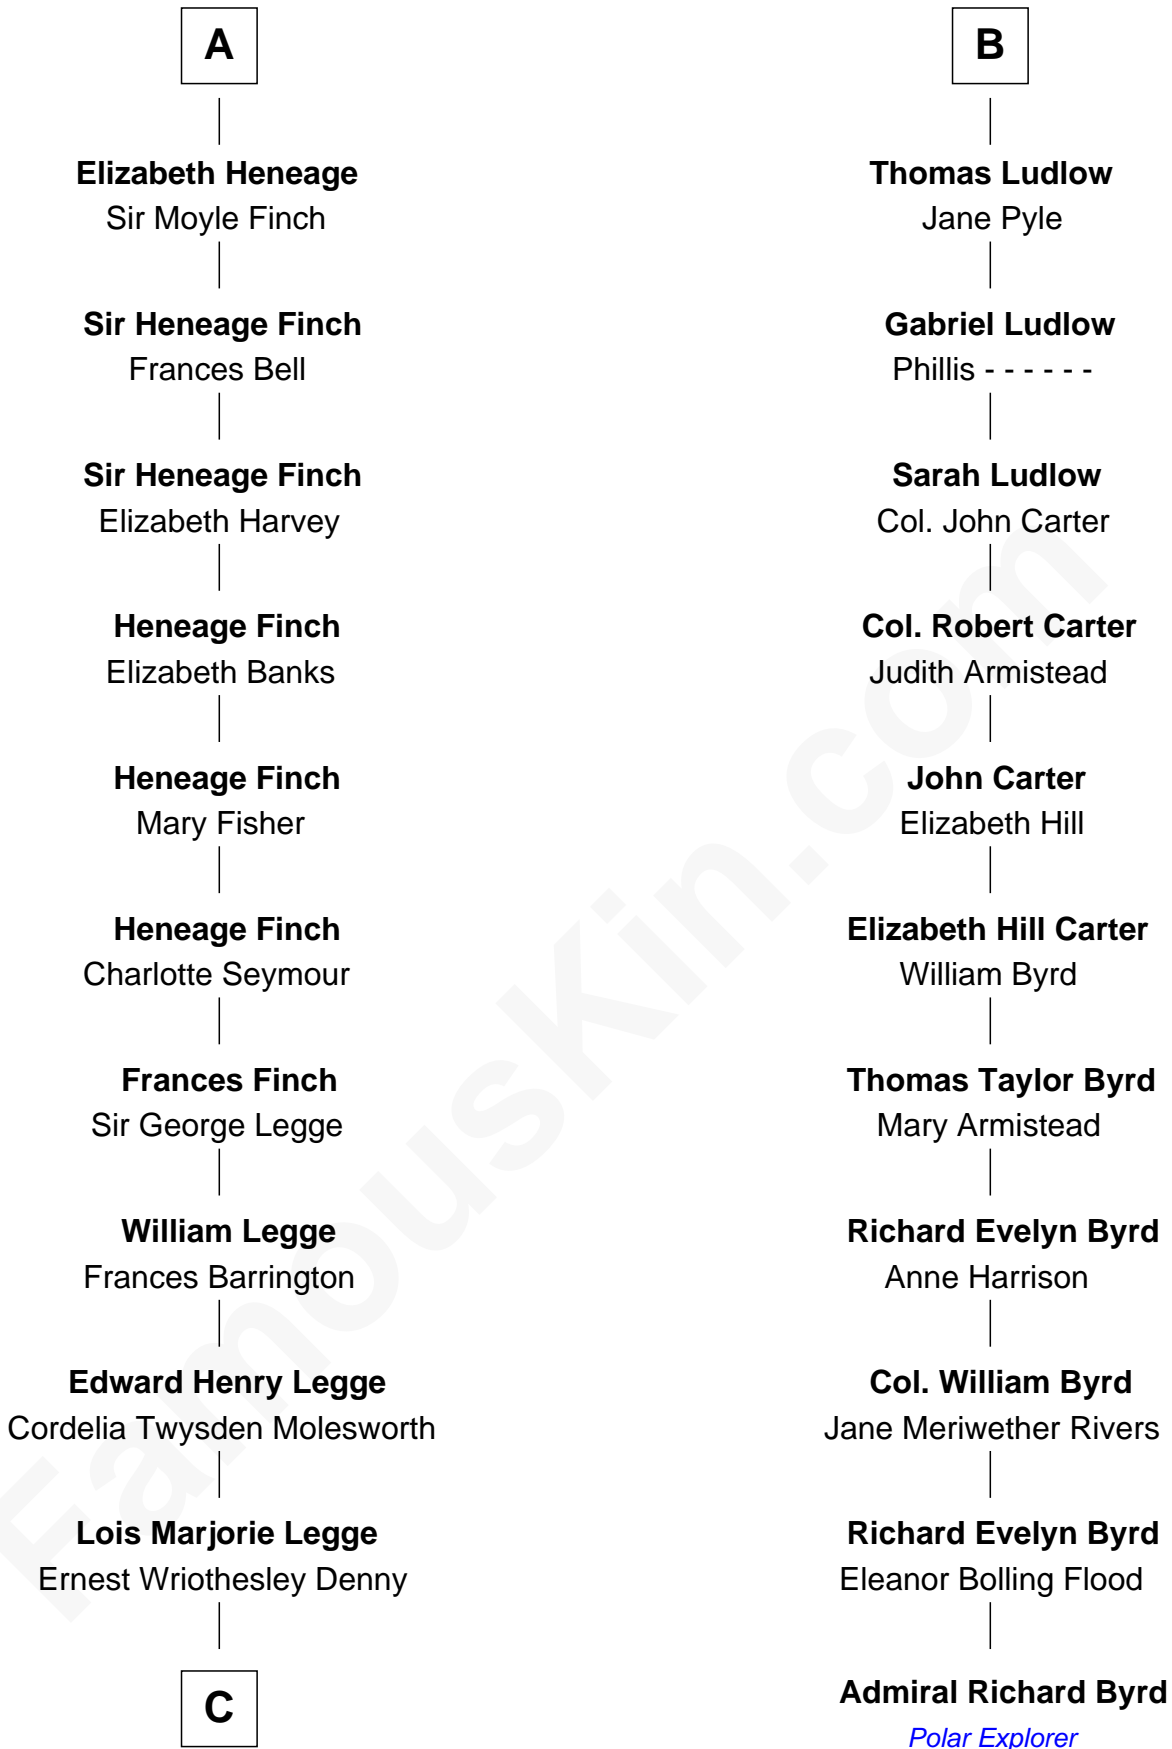 A
Elizabeth Heneage
Sir Moyle Finch
Sir Heneage Finch
Frances Bell
Sir Heneage Finch
Elizabeth Harvey
Heneage Finch
Elizabeth Banks
Heneage Finch
Mary Fisher
Heneage Finch
Charlotte Seymour
Frances Finch
Sir George Legge
William Legge
Frances Barrington
Edward Henry Legge
Cordelia Twysden Molesworth
Lois Marjorie Legge
Ernest Wriothesley Denny
C
B
Thomas Ludlow
Jane Pyle
Gabriel Ludlow
Phillis - - - - - -
Sarah Ludlow
Col. John Carter
Col. Robert Carter
Judith Armistead
John Carter
Elizabeth Hill
Elizabeth Hill Carter
William Byrd
Thomas Taylor Byrd
Mary Armistead
Richard Evelyn Byrd
Anne Harrison
Col. William Byrd
Jane Meriwether Rivers
Richard Evelyn Byrd
Eleanor Bolling Flood
Admiral Richard Byrd
Polar Explorer
FamousKin.com